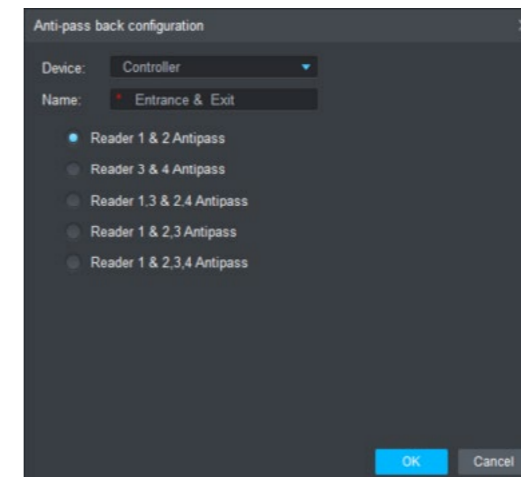 Anti-pass back configuration
Device: Controller
Name: * Entrance & Exit
Reader 1 & 2 Antipass
Reader 3 & 4 Antipass
Reader 1,3 & 2,4 Antipass
Reader 1 & 2,3 Antipass
Reader 1 & 2,3,4 Antipass
OK Cancel